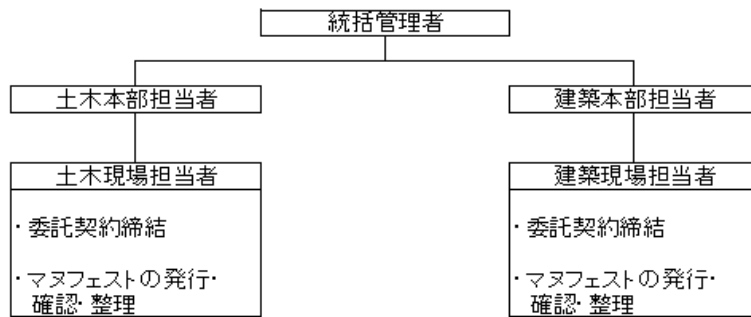 統括管理者
土木本部担当者
建築本部担当者
土木現場担当者
・委託契約締結
・マヌフェストの発行・
確認・整理
建築現場担当者
・委託契約締結
・マヌフェストの発行・
確認・整理